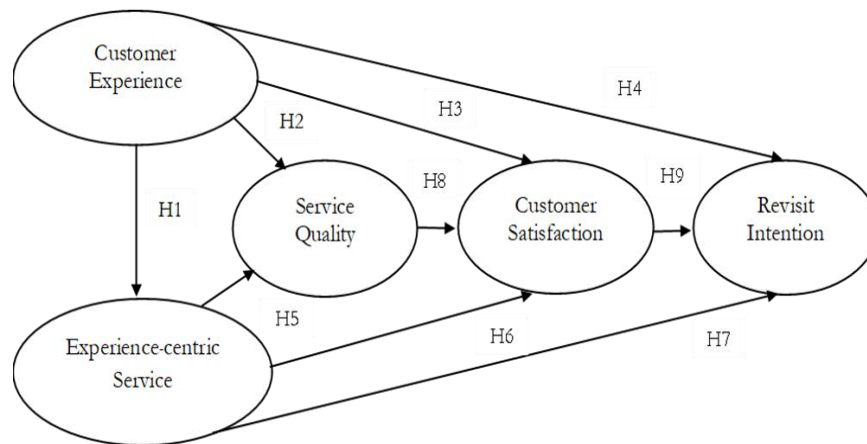 Customer
Experience
H4
H3
H2
H8
H9
H1
Service
Quality
Customer
Satisfaction
Revisit
Intention
H5
H6
H7
Experience-centric
Service